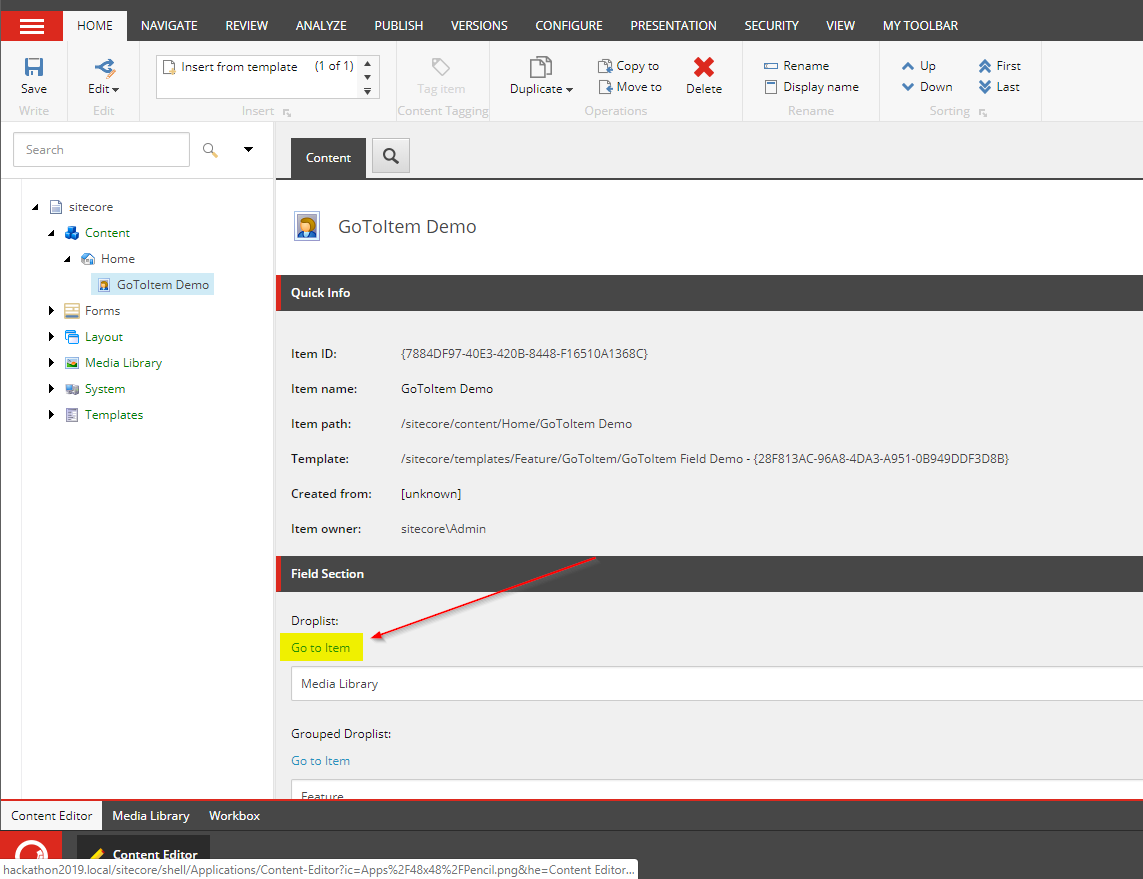 HOME NAVIGATE REVIEW ANALYZE PUBLISH VERSIONS CONFIGURE PRESENTATION SECURITY VIEW MY TOOLBAR
Save
Write
Edit
Edit
Insert from template (1 of 1)
Insert
Tag item
Content Tagging
Duplicate
Copy to
Move to
Delete
Operations
Rename
Display name
Rename
Up First
Down Last
Sorting
Search
sitecore
Content
Home
GoToItem Demo
Forms
Layout
Media Library
System
Templates
Content
GoToItem Demo
Quick Info
Item ID: {7884DF97-40E3-420B-8448-F16510A1368C}
Item name: GoToItem Demo
Item path: /sitecore/content/Home/GoToItem Demo
Template: /sitecore/templates/Feature/GoToItem/GoToItem Field Demo - {28F813AC-96A8-4DA3-A951-0B949DDF3D8B}
Created from: [unknown]
Item owner: sitecore\Admin
Field Section
Droplist:
Go to Item
Media Library
Grouped Droplist:
Go to Item
Feature
Content Editor Media Library Workbox
Content Editor
hackathon2019.local/sitecore/shell/Applications/Content-Editor?ic=Apps%2F48x48%2FPencil.png&he=Content Editor...